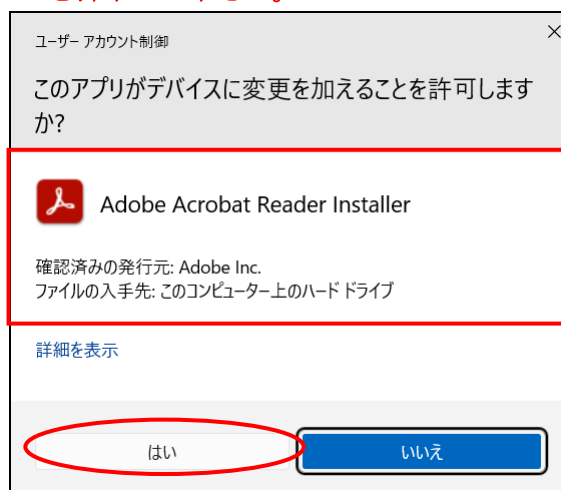 ユーザー アカウント制御
このアプリがデバイスに変更を加えることを許可します
か?
Adobe Acrobat Reader Installer
確認済みの発行元: Adobe Inc.
ファイルの入手先: このコンピューター上のハード ドライブ
詳細を表示
はい
いいえ